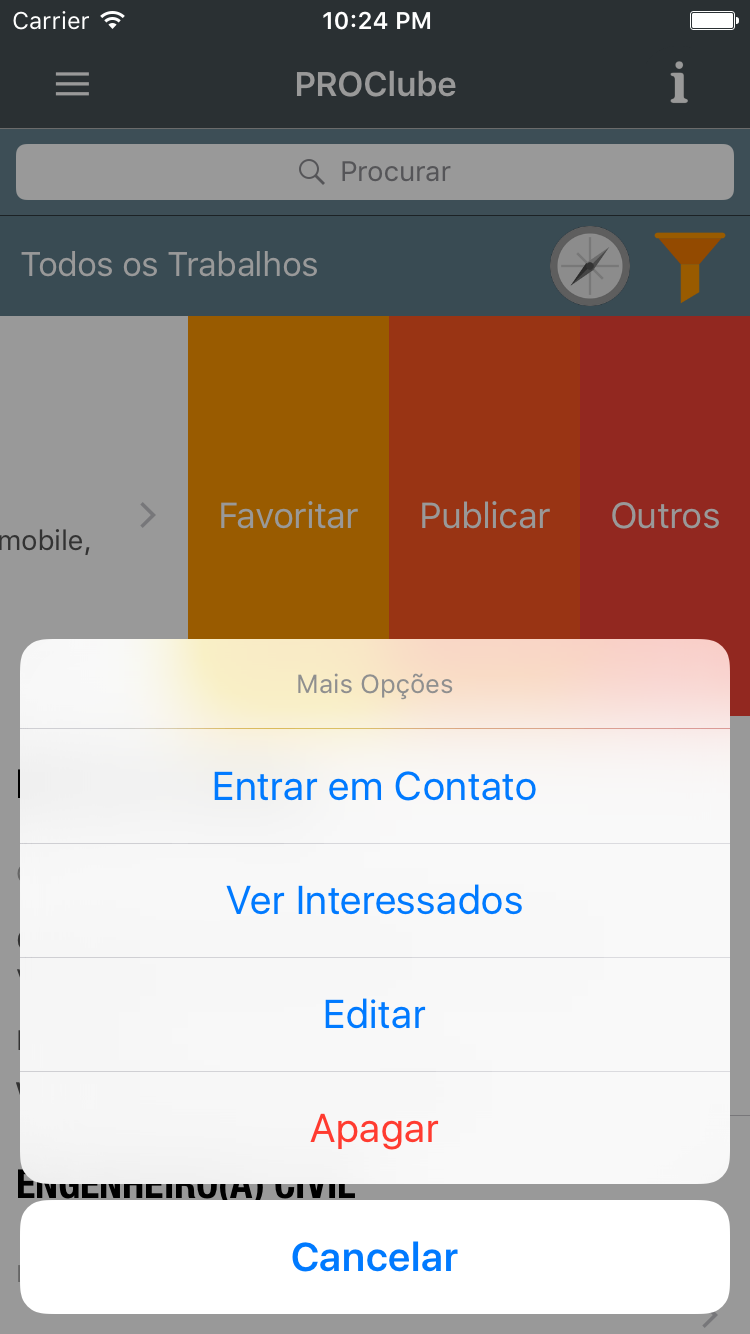 Carrier 10:24 PM
PROClube
Procurar
Todos os Trabalhos
mobile,
Favoritar Publicar Outros
Mais Opções
Entrar em Contato
Ver Interessados
Editar
Apagar
ENGENHEIRO(A) CIVIL
Cancelar